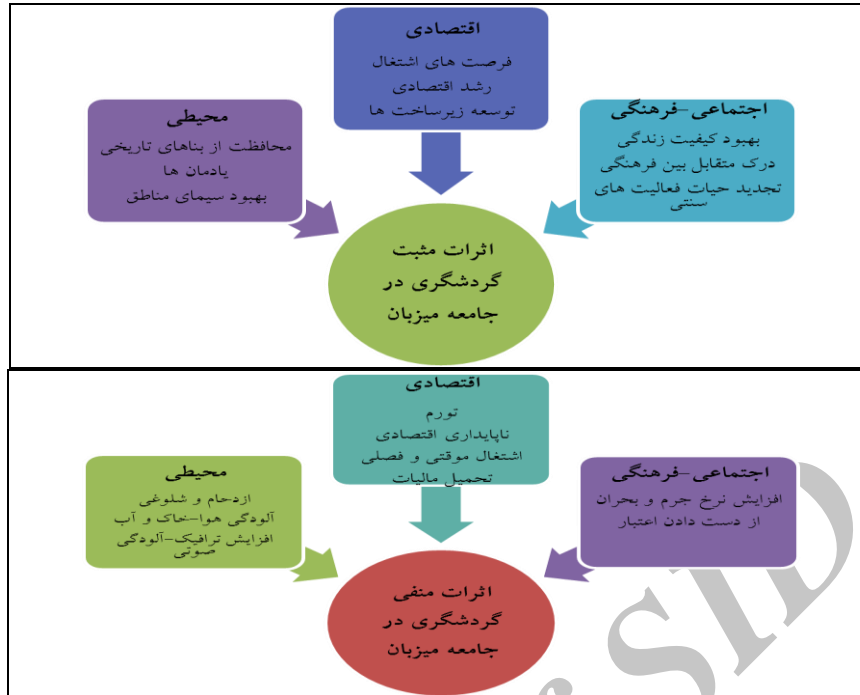 اقتصادی
فرصت های اشتغال
رشد اقتصادی
توسعه زیرساخت ها
اجتماعی-فرهنگی
بهبود کیفیت زندگی
درک متقابل بین فرهنگی
تجدید حیات فعالیت های
سنتی
محیطی
محافظت از بناهای تاریخی
یادمان ها
بهبود سیمای مناطق
اثرات مثبت
گردشگری در
جامعه میزبان
اقتصادی
تورم
ناپایداری اقتصادی
اشتغال موقتی و فصلی
تحمیل مالیات
اجتماعی-فرهنگی
افزایش نرخ جرم و بحران
از دست دادن اعتبار
محیطی
ازدحام و شلوغی
آلودگی هوا-خاک و آب
افزایش ترافیک-آلودگی
صوتی
اثرات منفی
گردشگری در
جامعه میزبان
SID